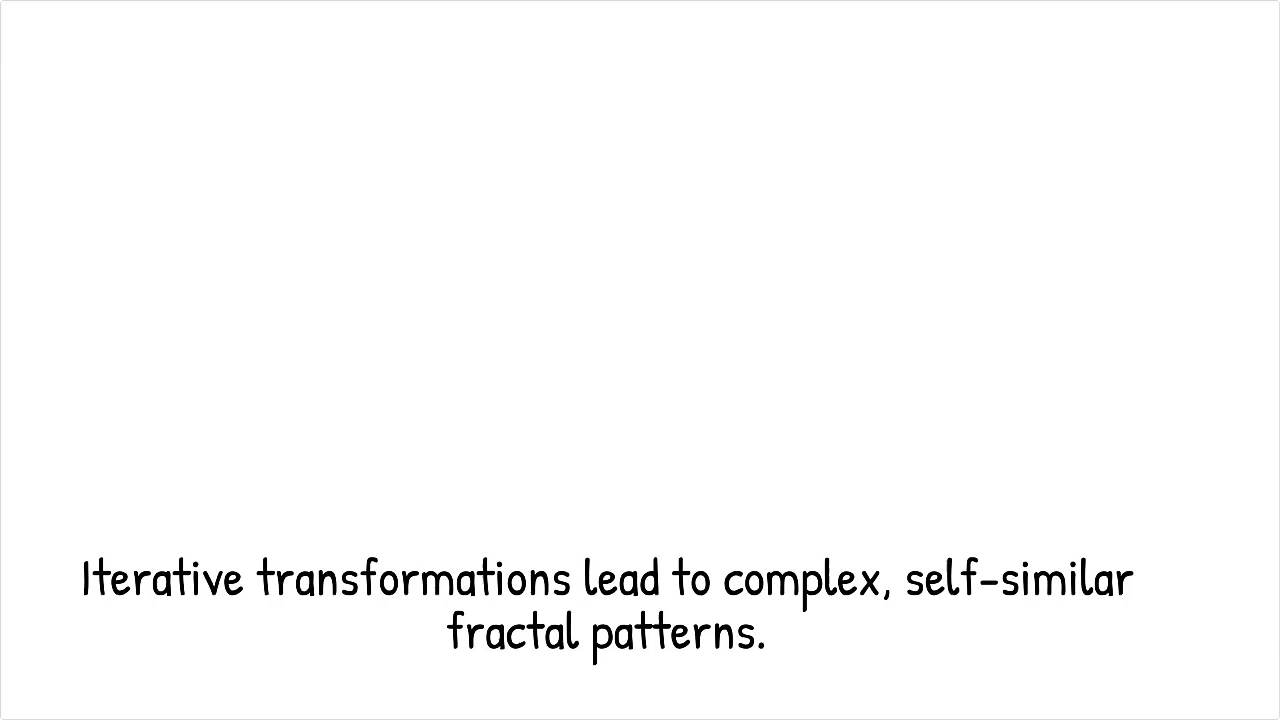 Iterative transformations lead to complex, self-similar
fractal patterns.